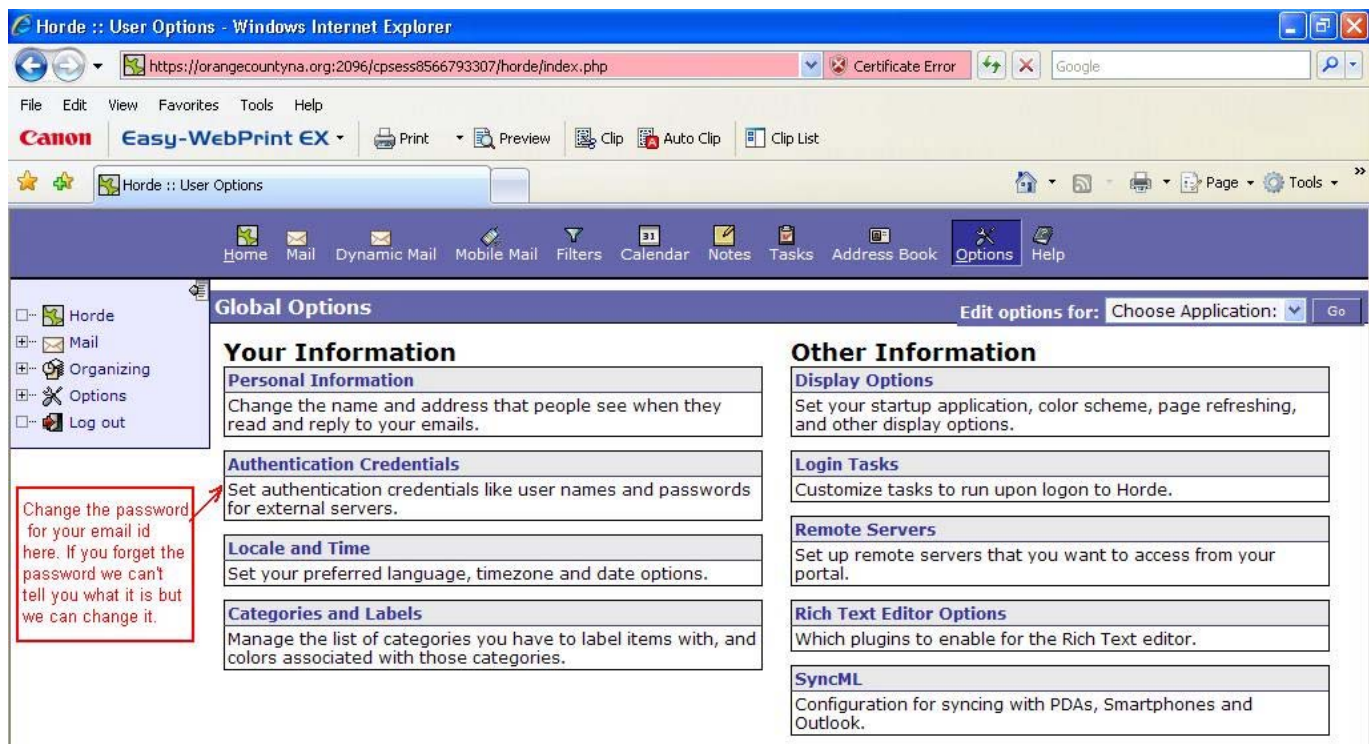 Horde :: User Options - Windows Internet Explorer
https://orangecountyna.org:2096/cpsess8566793307/horde/index.php
Certificate Error
Google
File Edit View Favorites Tools Help
Canon Easy-WebPrint EX Print Preview Clip Auto Clip Clip List
Horde :: User Options
Page Tools »
Home Mail Dynamic Mail Mobile Mail Filters 31 Calendar Notes Tasks Address Book Options Help
Horde
Mail
Organizing
Options
Log out
Change the password
for your email id
here. If you forget the
password we can't
tell you what it is but
we can change it.
Global Options
Edit options for: Choose Application: Go
Your Information
Personal Information
Change the name and address that people see when they
read and reply to your emails.
Authentication Credentials
Set authentication credentials like user names and passwords
for external servers.
Locale and Time
Set your preferred language, timezone and date options.
Categories and Labels
Manage the list of categories you have to label items with, and
colors associated with those categories.
Other Information
Display Options
Set your startup application, color scheme, page refreshing,
and other display options.
Login Tasks
Customize tasks to run upon logon to Horde.
Remote Servers
Set up remote servers that you want to access from your
portal.
Rich Text Editor Options
Which plugins to enable for the Rich Text editor.
SyncML
Configuration for syncing with PDAs, Smartphones and
Outlook.